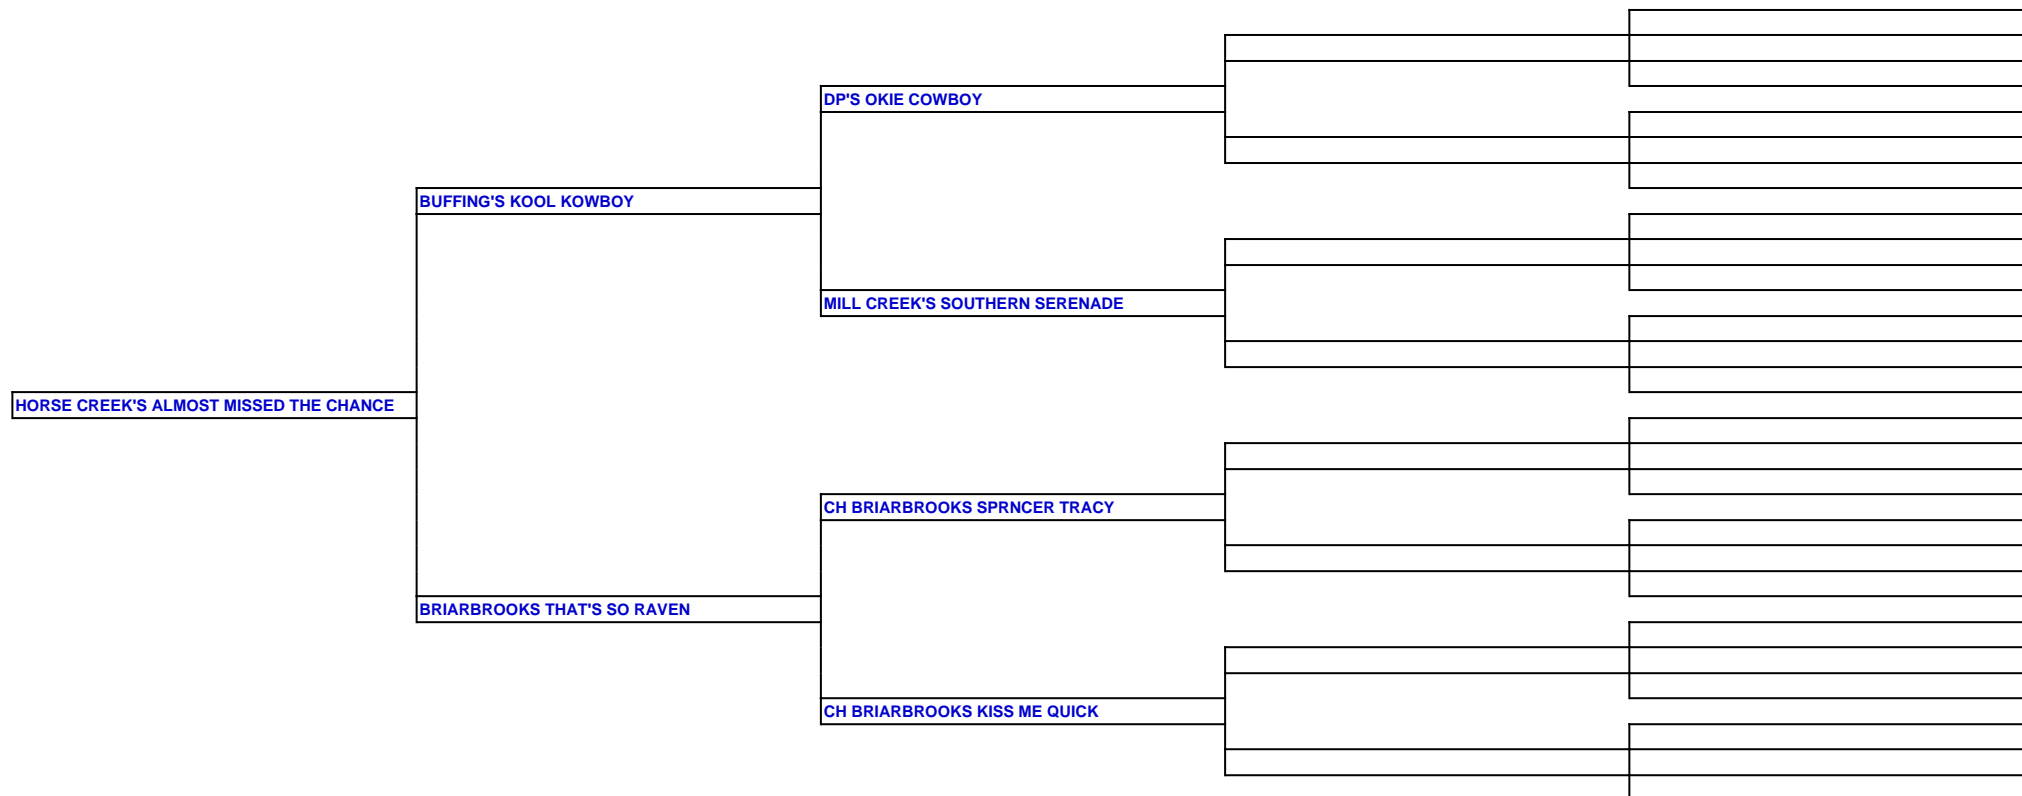 DP'S OKIE COWBOY
BUFFING'S KOOL KOWBOY
MILL CREEK'S SOUTHERN SERENADE
HORSE CREEK'S ALMOST MISSED THE CHANCE
CH BRIARBROOKS SPRNCER TRACY
BRIARBROOKS THAT'S SO RAVEN
CH BRIARBROOKS KISS ME QUICK